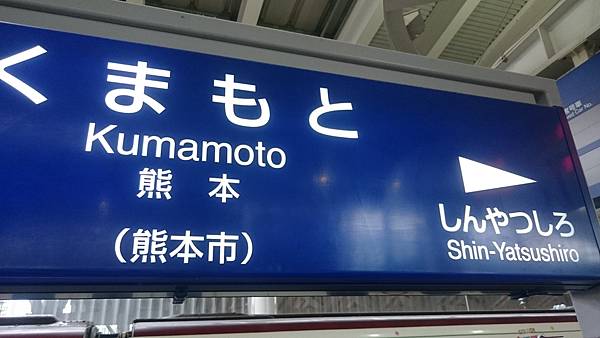 くまもと
Kumamoto
熊本
(熊本市)
しんやつしろ
Shin-Yatsushiro